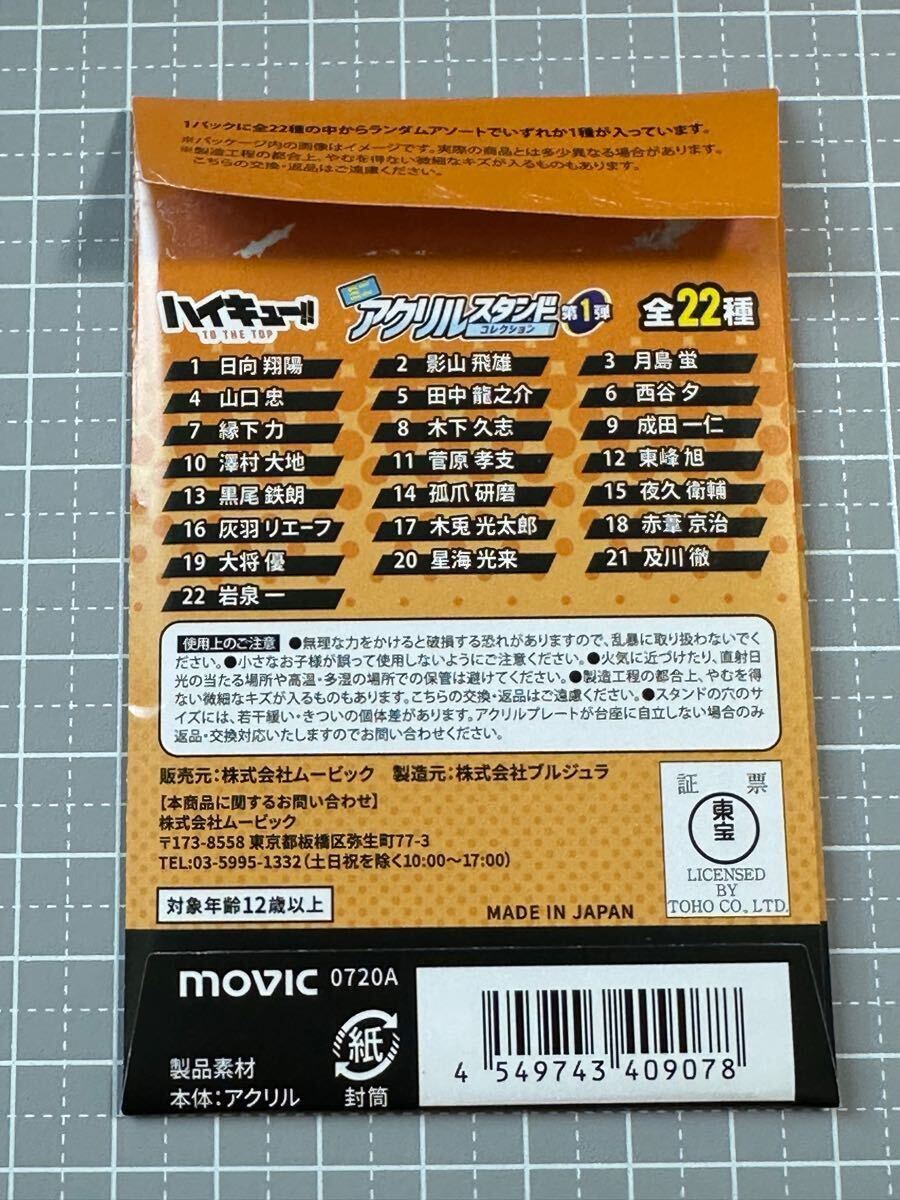 1パックに全22種の中からランダムアソートでいずれか1種が入っています。
※パッケージ内の画像はイメージです。実際の商品とは多少異なる場合があります。
※製造工程の都合上、やむを得ない微細なキズが入るものもあります。
こちらの交換・返品はご遠慮ください。
ハイキュー!! アクリルスタンド 第1弾 全22種
TO THE TOP コレクション
1 日向 翔陽 2 影山 飛雄 3 月島 蛍
4 山口 忠 5 田中 龍之介 6 西谷 夕
7 縁下 力 8 木下 久志 9 成田 一仁
10 澤村 大地 11 菅原 孝支 12 東峰 旭
13 黒尾 鉄朗 14 孤爪 研磨 15 夜久 衛輔
16 灰羽 リエーフ 17 木兎 光太郎 18 赤葦 京治
19 大将 優 20 星海 光来 21 及川 徹
22 岩泉 一
使用上のご注意 ●無理な力をかけると破損する恐れがありますので、乱暴に取り扱わないでく
ださい。●小さなお子様が誤って使用しないようにご注意ください。●火気に近づけたり、直射日
光の当たる場所や高温・多湿の場所での保管は避けてください。●製造工程の都合上、やむを得
ない微細なキズが入るものもあります。こちらの交換・返品はご遠慮ください。●スタンドの穴のサ
イズには、若干緩い・きついの個体差があります。アクリルプレートが台座に自立しない場合のみ
返品・交換対応いたしますのでお問い合わせください。
販売元：株式会社ムービック 製造元：株式会社ブルジュラ
【本商品に関するお問い合わせ】
株式会社ムービック
〒173-8558 東京都板橋区弥生町77-3
TEL:03-5995-1332（土日祝を除く10:00〜17:00）
対象年齢12歳以上
MADE IN JAPAN
証 票
東宝
LICENSED
BY
TOHO CO., LTD.
movic 0720A
紙
封筒
製品素材
本体：アクリル
4 549743 409078